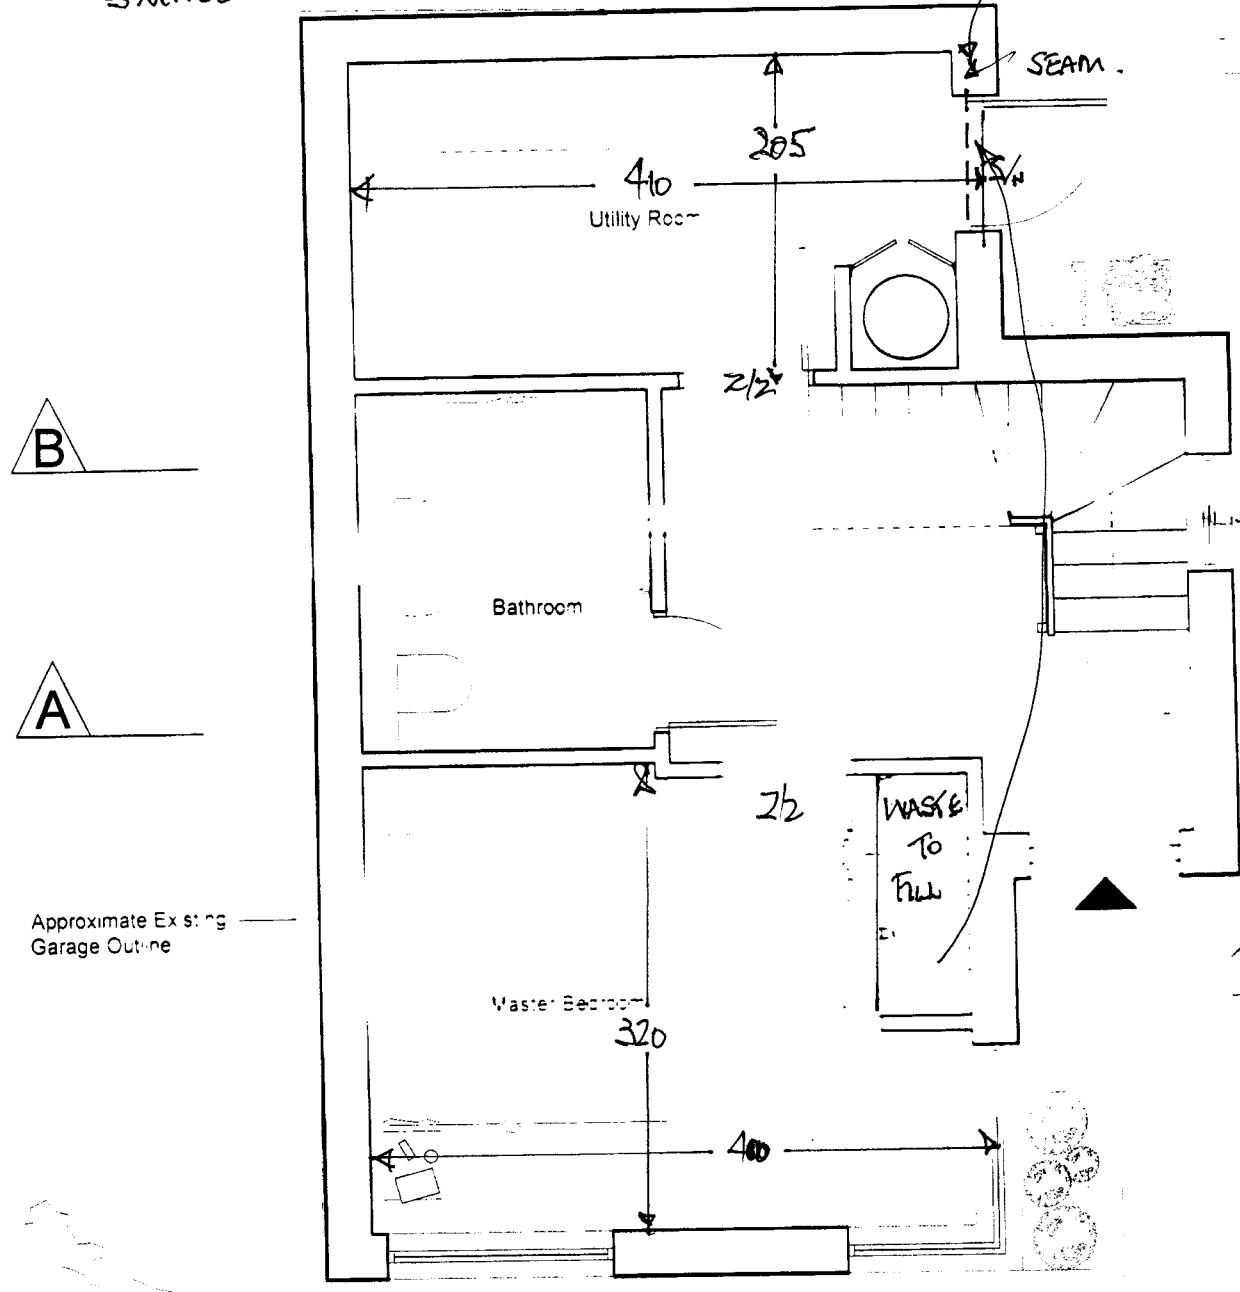 SEAM.
205
410
Utility Room
2/2
B
Bathroom
A
2/2
WASTE
TO
FILL
Approximate Existing
Garage Outline
Master Bedroom
320
400